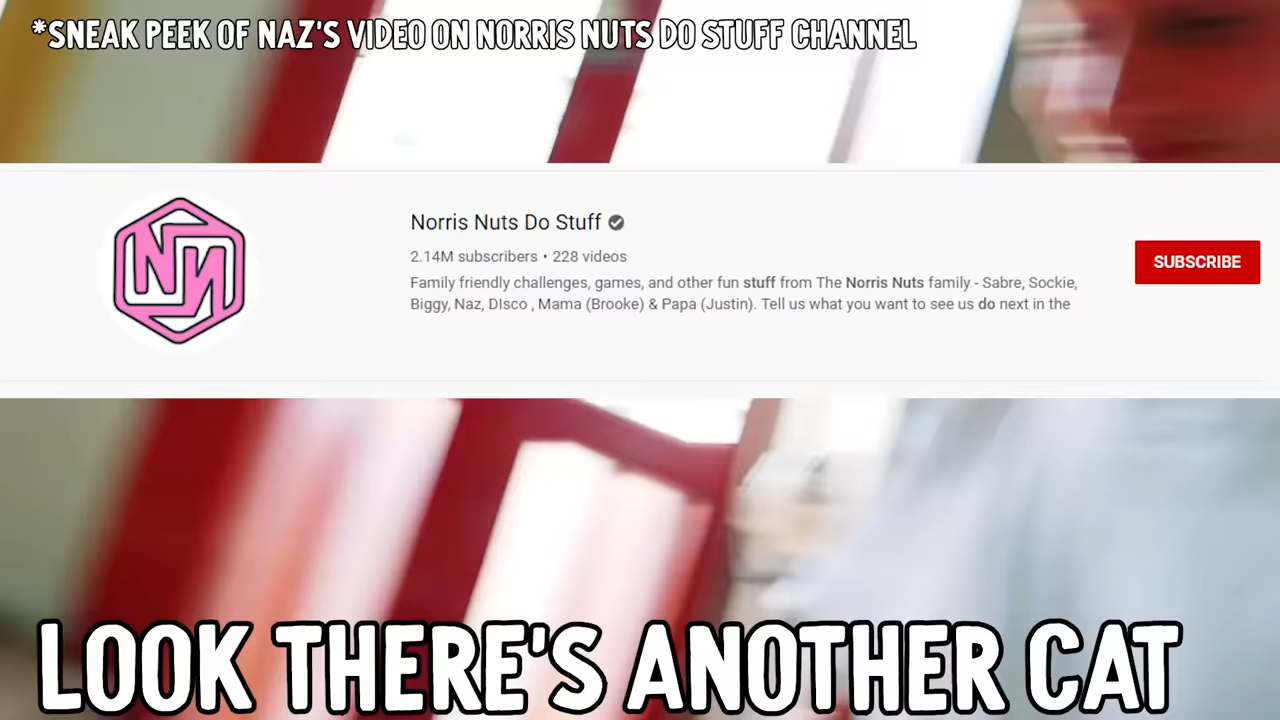 *SNEAK PEEK OF NAZ'S VIDEO ON NORRIS NUTS DO STUFF CHANNEL
NN
Norris Nuts Do Stuff
2.14M subscribers • 228 videos
Family friendly challenges, games, and other fun stuff from The Norris Nuts family - Sabre, Sockie,
Biggy, Naz, DIsco , Mama (Brooke) & Papa (Justin). Tell us what you want to see us do next in the
SUBSCRIBE
LOOK THERE'S ANOTHER CAT